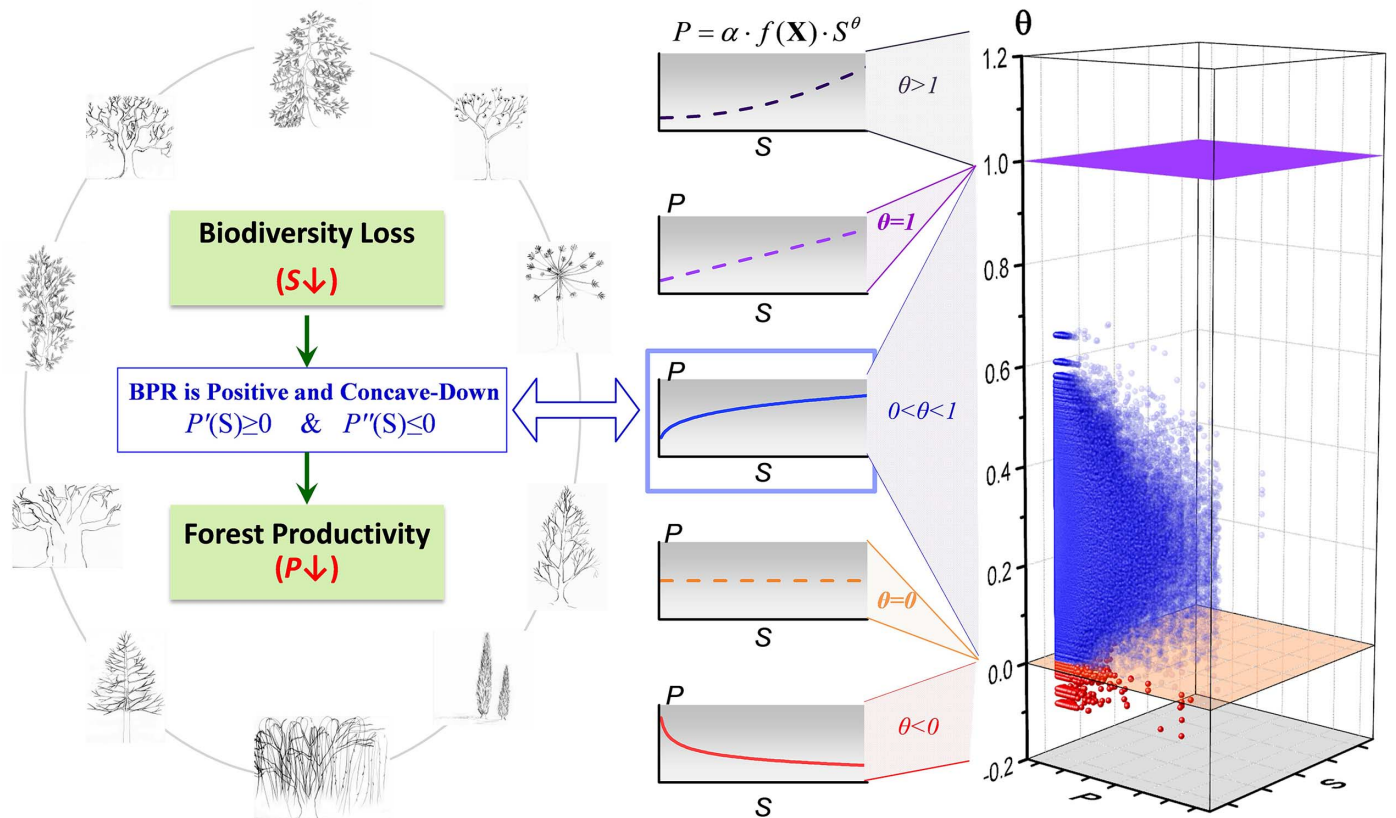 Biodiversity Loss
(S↓)
BPR is Positive and Concave-Down
P'(S)≥0 & P''(S)≤0
Forest Productivity
(P↓)
P = α · f(X) · S^θ
S
θ>1
P
S
θ=1
P
S
0<θ<1
P
S
θ=0
P
S
θ<0
θ
1.2
1.0
0.8
0.6
0.4
0.2
0.0
-0.2
P
S